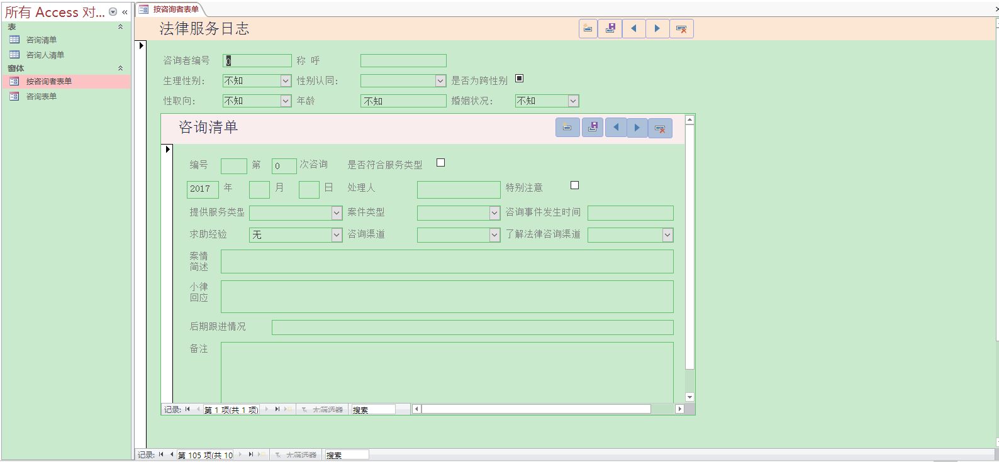 所有 Access 对...
表
咨询清单
咨询人清单
窗体
按咨询者表单
咨询表单
按咨询者表单
法律服务日志
咨询者编号 0 称 呼
生理性别: 不知 性别认同: 是否为跨性别
性取向: 不知 年龄 不知 婚姻状况: 不知
咨询清单
编号 第 0 次咨询 是否符合服务类型
2017 年 月 日 处理人 特别注意
提供服务类型 案件类型 咨询事件发生时间
求助经验 无 咨询渠道 了解法律咨询渠道
案情
简述
小律
回应
后期跟进情况
备注
记录: 第 1 项(共 1 项) 无筛选器 搜索
记录: 第 105 项(共 10 无筛选器 搜索